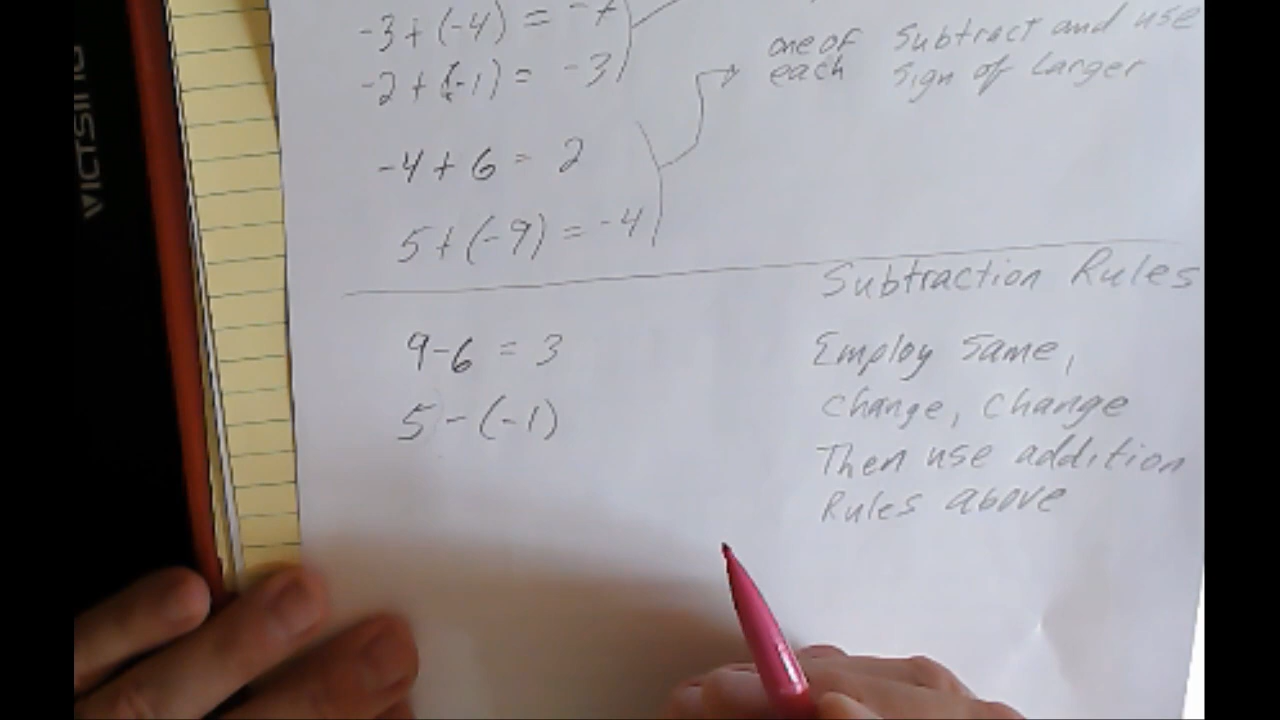 -3+(-4) = -7
-2+(-1) = -3
one of each
subtract and use
sign of Larger
-4+6 = 2
5+(-9) = -4
Subtraction Rules
9-6 = 3
Employ same,
change, change
5-(-1)
Then use addition
Rules above
VICTSING